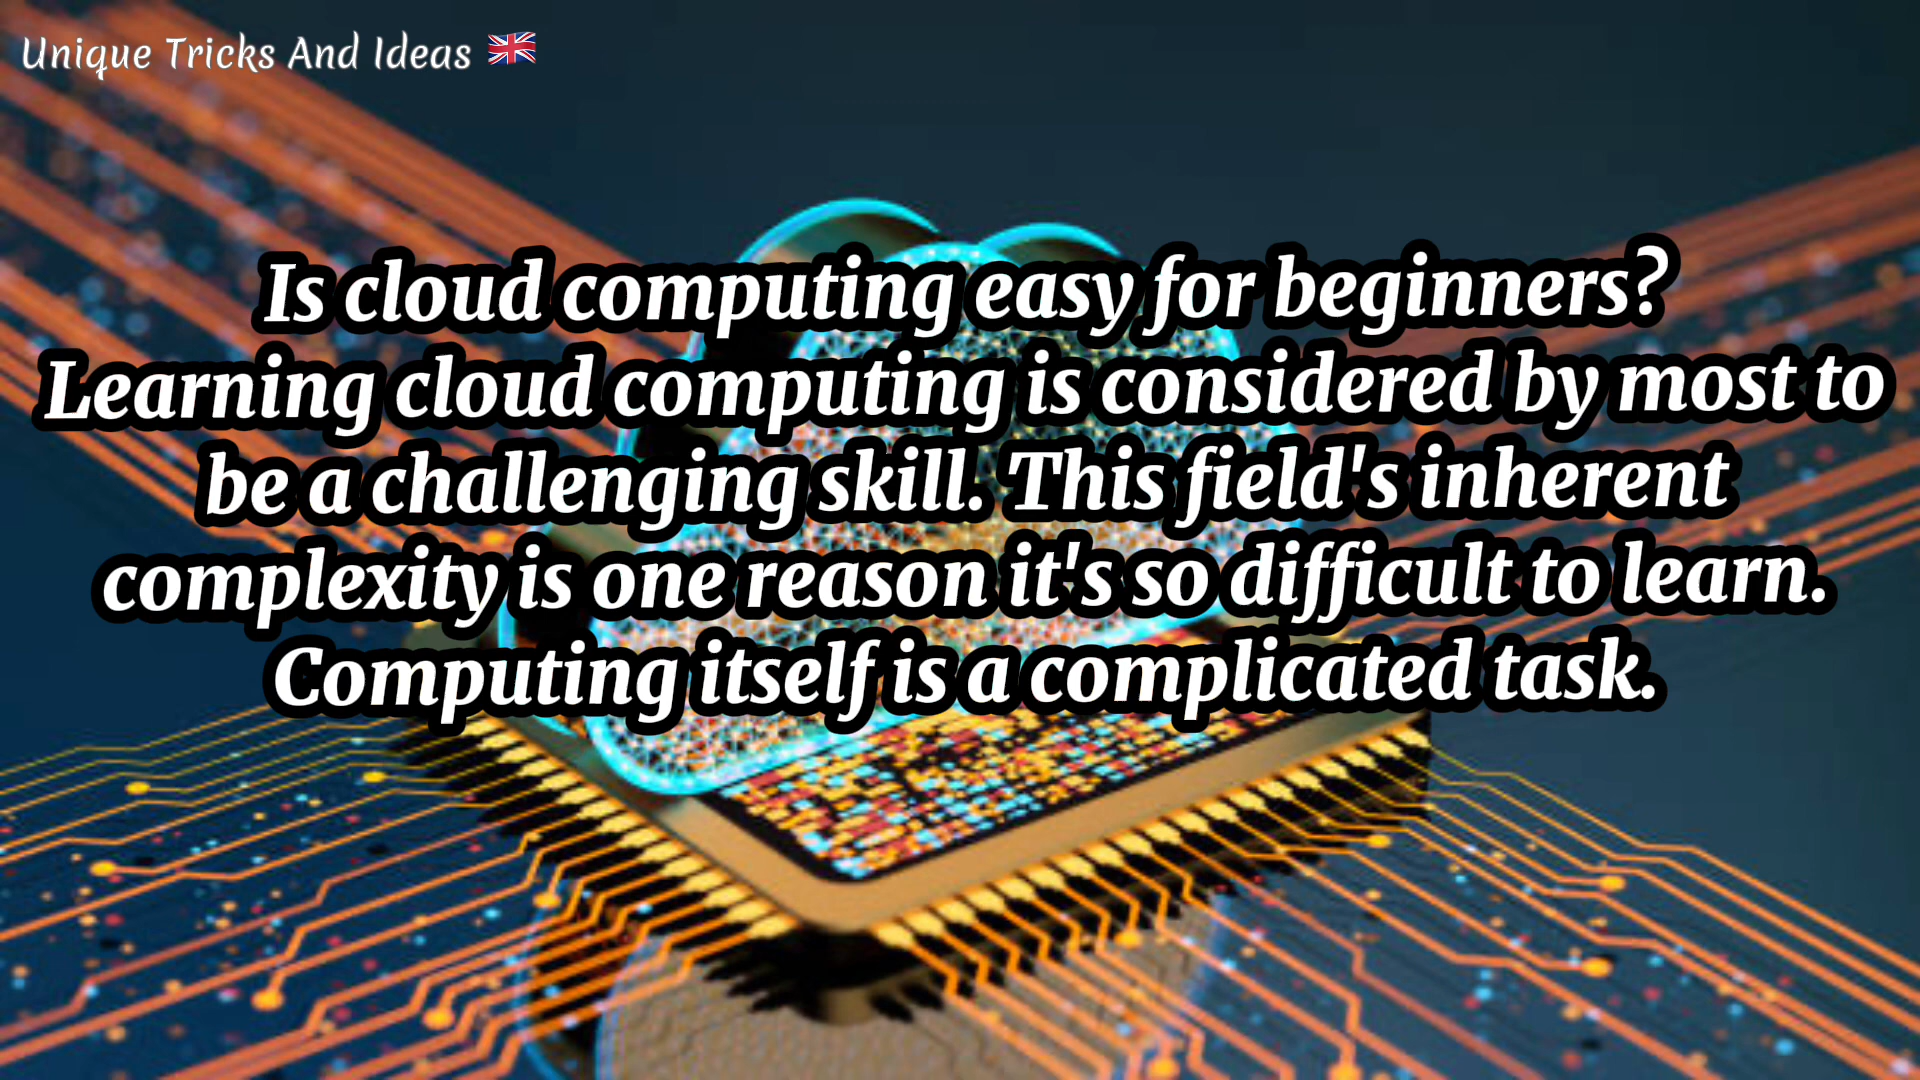 Unique Tricks And Ideas 🇬🇧
Is cloud computing easy for beginners?
Learning cloud computing is considered by most to
be a challenging skill. This field's inherent
complexity is one reason it's so difficult to learn.
Computing itself is a complicated task.